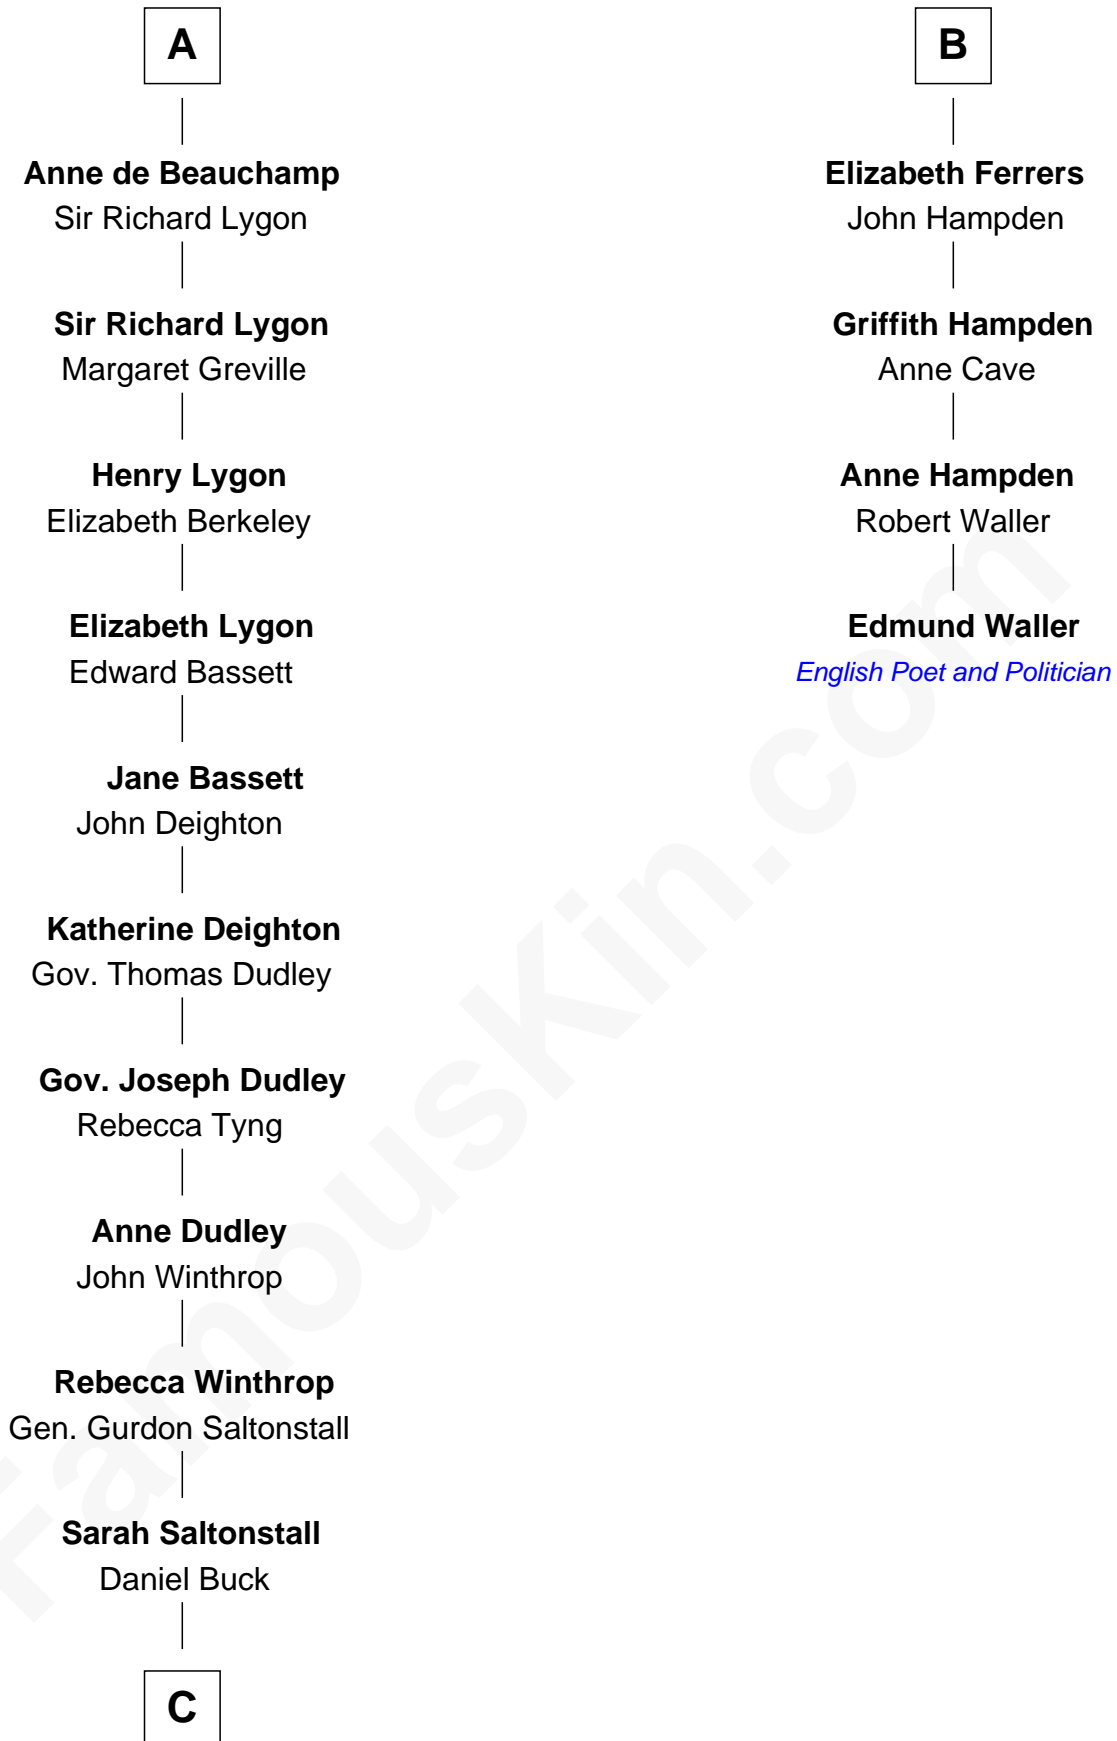 A
Anne de Beauchamp
Sir Richard Lygon
Sir Richard Lygon
Margaret Greville
Henry Lygon
Elizabeth Berkeley
Elizabeth Lygon
Edward Bassett
Jane Bassett
John Deighton
Katherine Deighton
Gov. Thomas Dudley
Gov. Joseph Dudley
Rebecca Tyng
Anne Dudley
John Winthrop
Rebecca Winthrop
Gen. Gurdon Saltonstall
Sarah Saltonstall
Daniel Buck
C
B
Elizabeth Ferrers
John Hampden
Griffith Hampden
Anne Cave
Anne Hampden
Robert Waller
Edmund Waller
English Poet and Politician
FamousKin.com